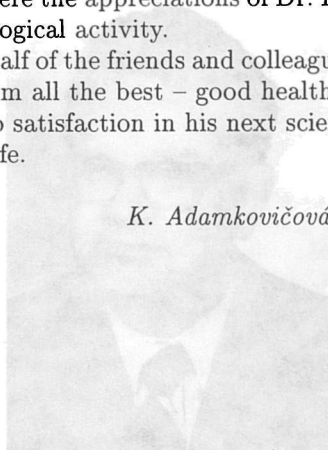 ere the appreciations of Dr.
ogical activity.
alf of the friends and colleagu
m all the best – good health
o satisfaction in his next scie
fe.
K. Adamkovičová